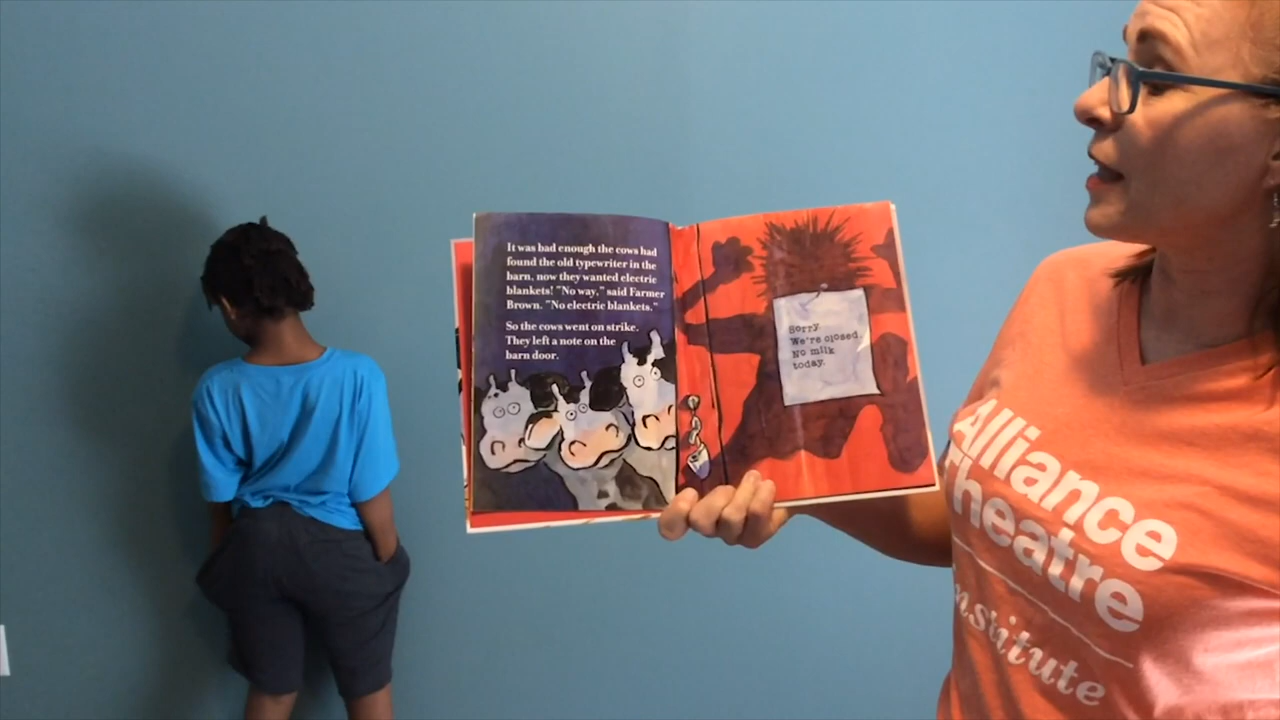 It was bad enough the cows had
found the old typewriter in the
barn, now they wanted electric
blankets! "No way," said Farmer
Brown. "No electric blankets."
So the cows went on strike.
They left a note on the
barn door.
Sorry.
We're closed.
No milk
today.
Alliance
Theatre